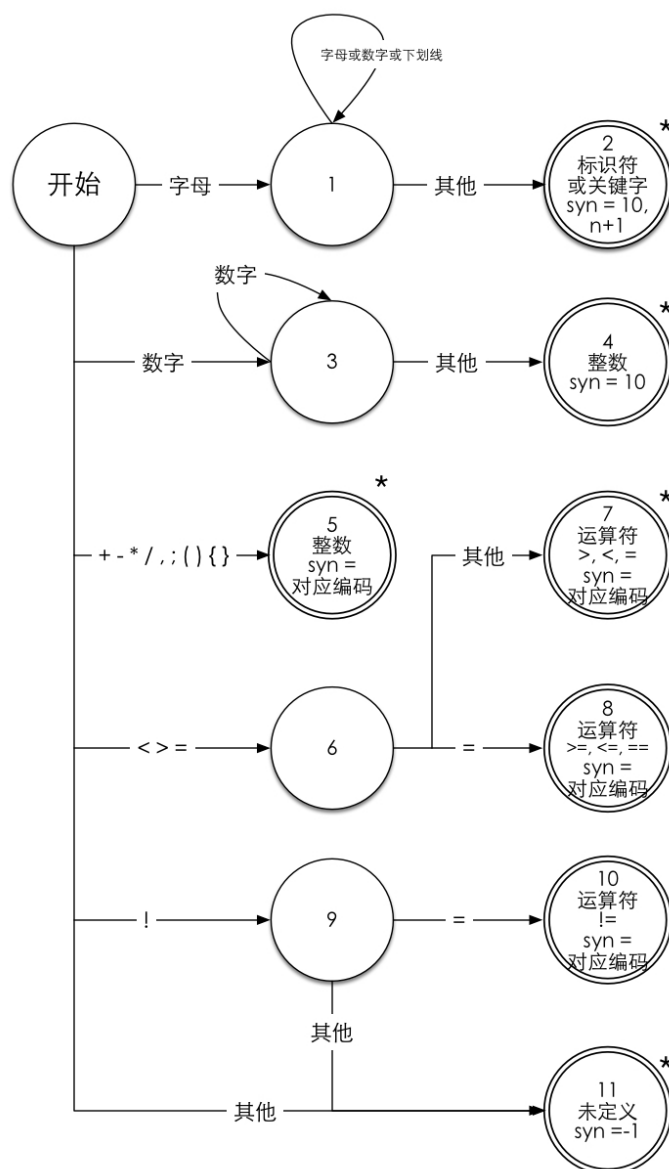 字母或数字或下划线
开始
字母
1
其他
*
2
标识符
或关键字
syn = 10,
n+1
数字
数字
3
其他
*
4
整数
syn = 10
+ - * / , ; ( ) { }
*
5
整数
syn =
对应编码
其他
*
7
运算符
>, <, =
syn =
对应编码
< > =
6
=
8
运算符
>=, <=, ==
syn =
对应编码
!
9
=
10
运算符
!=
syn =
对应编码
其他
其他
*
11
未定义
syn =-1